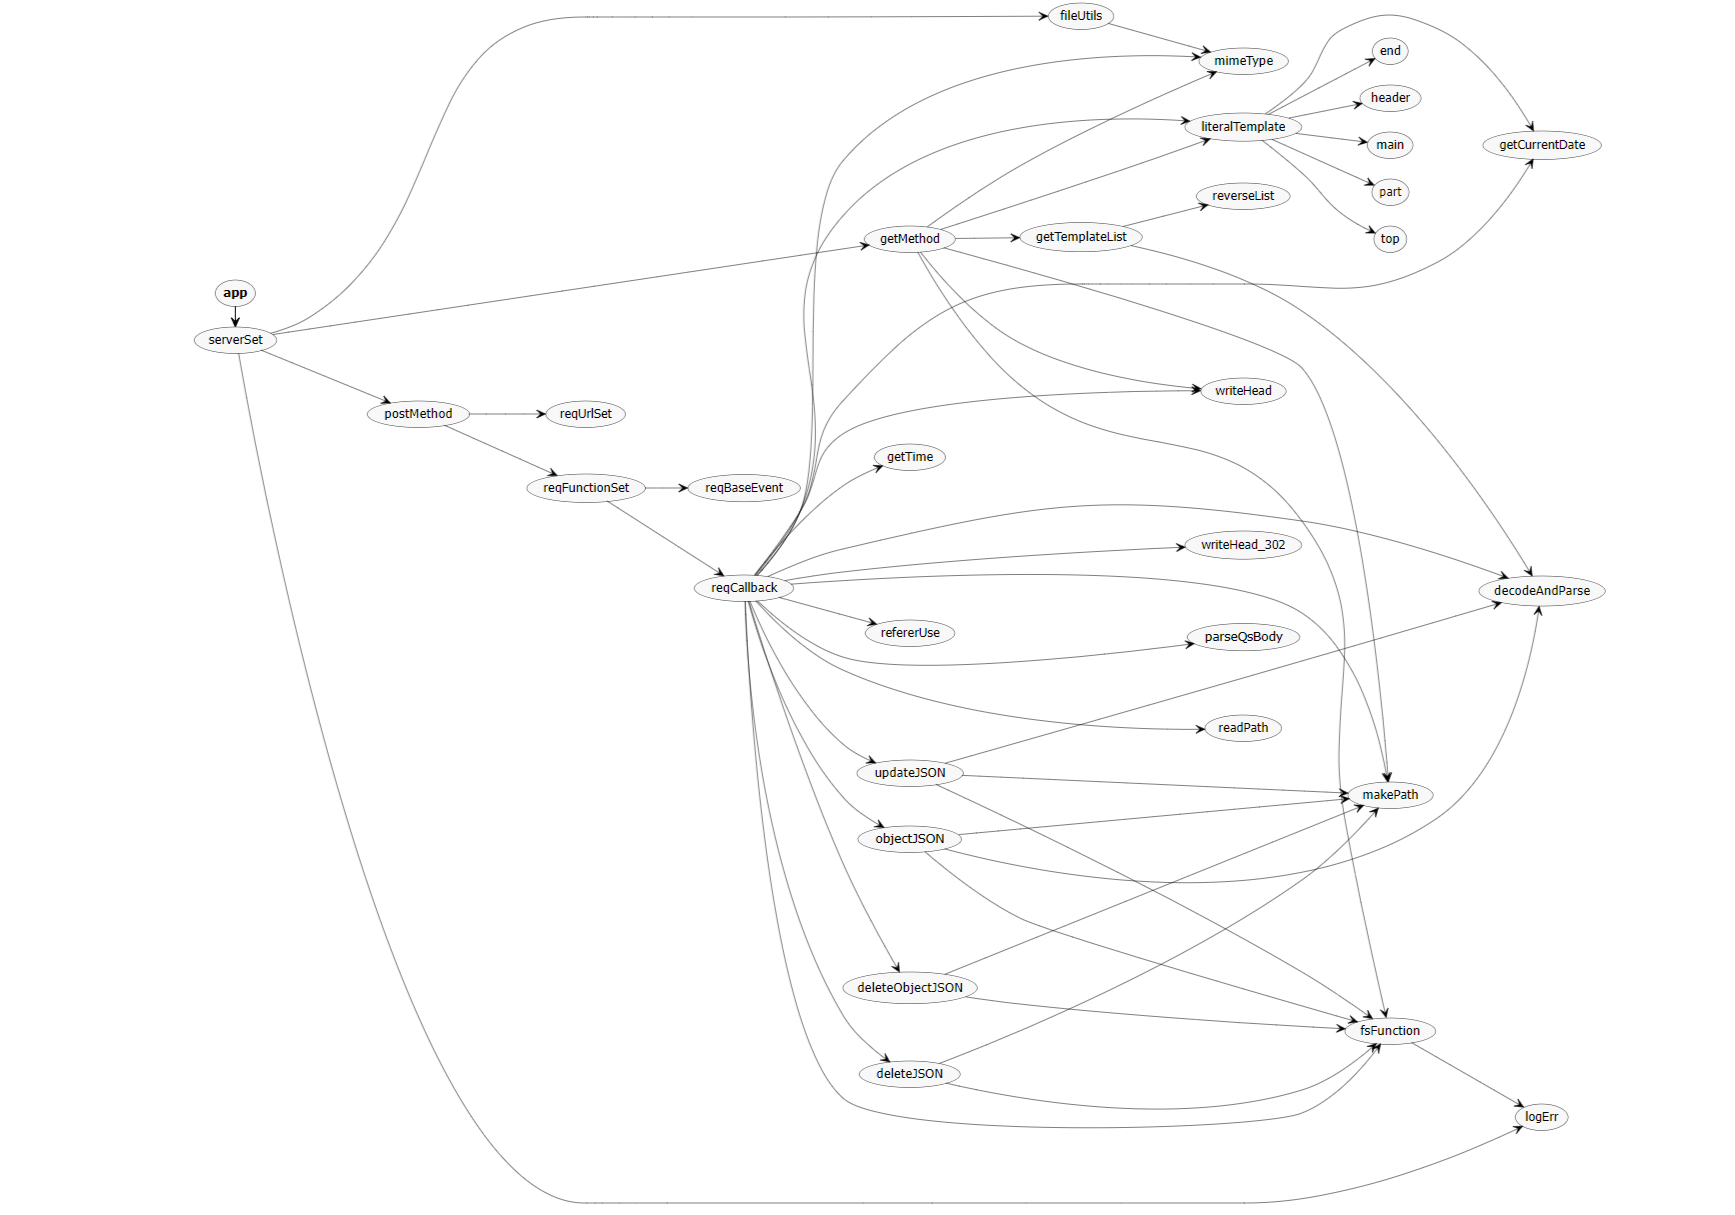 fileUtils
mimeType
end
header
literalTemplate
main
getCurrentDate
part
reverseList
getMethod
getTemplateList
top
app
serverSet
writeHead
postMethod
reqUrlSet
getTime
reqFunctionSet
reqBaseEvent
writeHead_302
reqCallback
decodeAndParse
refererUse
parseQsBody
readPath
updateJSON
makePath
objectJSON
deleteObjectJSON
fsFunction
deleteJSON
logErr